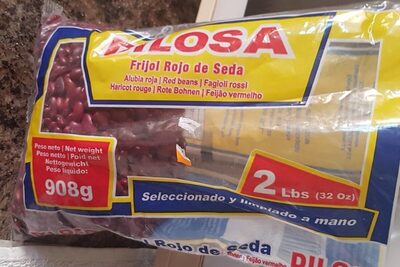 DILOSA
Frijol Rojo de Seda
Alubia roja | Red beans | Fagioli rossi
Haricot rouge | Rote Bohnen | Feijão vermelho
Peso neto | Net weight
Peso netto | Poid net
Nettogewicht
Peso líquido:
908g
2 Lbs (32 Oz)
Seleccionado y limpiado a mano
Rojo de Seda
Feijão vermelho